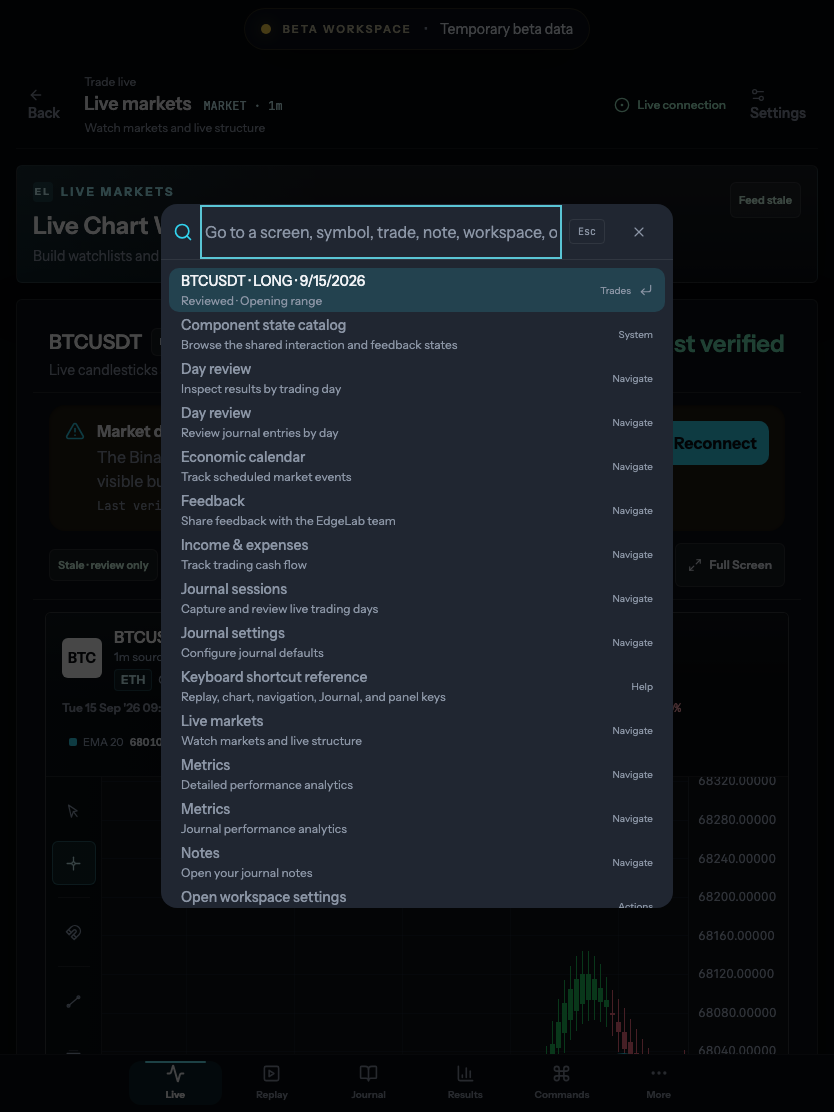 BETA WORKSPACE · Temporary beta data
Trade live
Back
Live markets MARKET · 1m
Watch markets and live structure
Live connection
Settings
EL LIVE MARKETS
Feed stale
Live Chart
Build watchlists and
Go to a screen, symbol, trade, note, workspace, o
Esc
BTCUSDT · LONG · 9/15/2026
Reviewed · Opening range
Trades
Component state catalog
Browse the shared interaction and feedback states
System
Day review
Inspect results by trading day
Navigate
Day review
Review journal entries by day
Navigate
Economic calendar
Track scheduled market events
Navigate
Feedback
Share feedback with the EdgeLab team
Navigate
Income & expenses
Track trading cash flow
Navigate
Journal sessions
Capture and review live trading days
Navigate
Journal settings
Configure journal defaults
Navigate
Keyboard shortcut reference
Replay, chart, navigation, Journal, and panel keys
Help
Live markets
Watch markets and live structure
Navigate
Metrics
Detailed performance analytics
Navigate
Metrics
Journal performance analytics
Navigate
Notes
Open your journal notes
Navigate
Open workspace settings
Actions
BTCUSDT
st verified
Live candlesticks
Market d
The Bina
visible bu
Last veri
Reconnect
Stale · review only
Full Screen
BTC
BTCUS
1m sourc
ETH
Tue 15 Sep '26 09:
%
EMA 20 68010
68320.00000
68280.00000
68240.00000
68200.00000
68160.00000
68120.00000
68080.00000
68040.00000
Live
Replay
Journal
Results
Commands
More